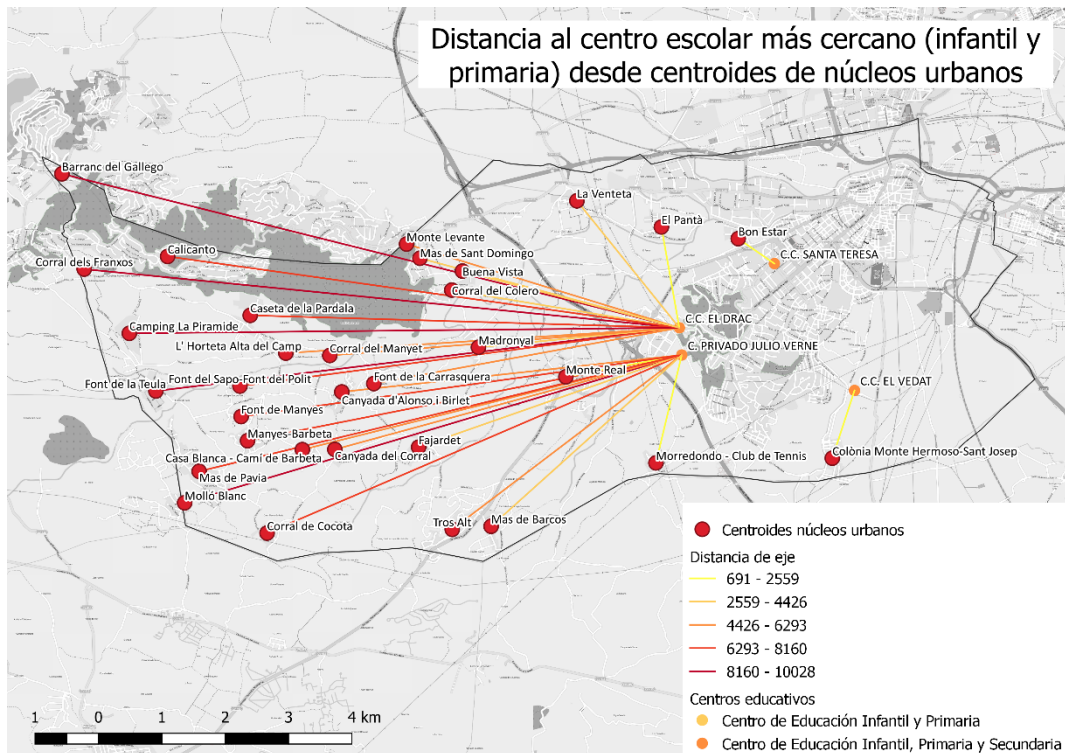 Distancia al centro escolar más cercano (infantil y
primaria) desde centroides de núcleos urbanos
Barranc del Gallego
La Venteta
El Pantà
Bon Estar
Monte Levante
Calicanto
Mas de Sant Domingo
C.C. SANTA TERESA
Corral dels Franxos
Buena Vista
Corral del Colero
Caseta de la Pardala
C.C. EL DRAC
Camping La Piramide
L' Horteta Alta del Camp
Corral del Manyet
Madronyal
C. PRIVADO JULIO VERNE
Monte Real
Font de la Teula
Font del Sapo-Font del Polit
Font de la Carrasquera
C.C. EL VEDAT
Canyada d'Alonso i Birlet
Font de Manyes
Manyes Barbeta
Fajardet
Casa Blanca - Camí de Barbeta
Canyada del Corral
Morredondo - Club de Tennis
Colònia Monte Hermoso-Sant Josep
Mas de Pavia
Molló Blanc
Corral de Cocota
Tros Alt
Mas de Barcos
Centroides núcleos urbanos
Distancia de eje
691 - 2559
2559 - 4426
4426 - 6293
6293 - 8160
8160 - 10028
Centros educativos
Centro de Educación Infantil y Primaria
Centro de Educación Infantil, Primaria y Secundaria
1 0 1 2 3 4 km